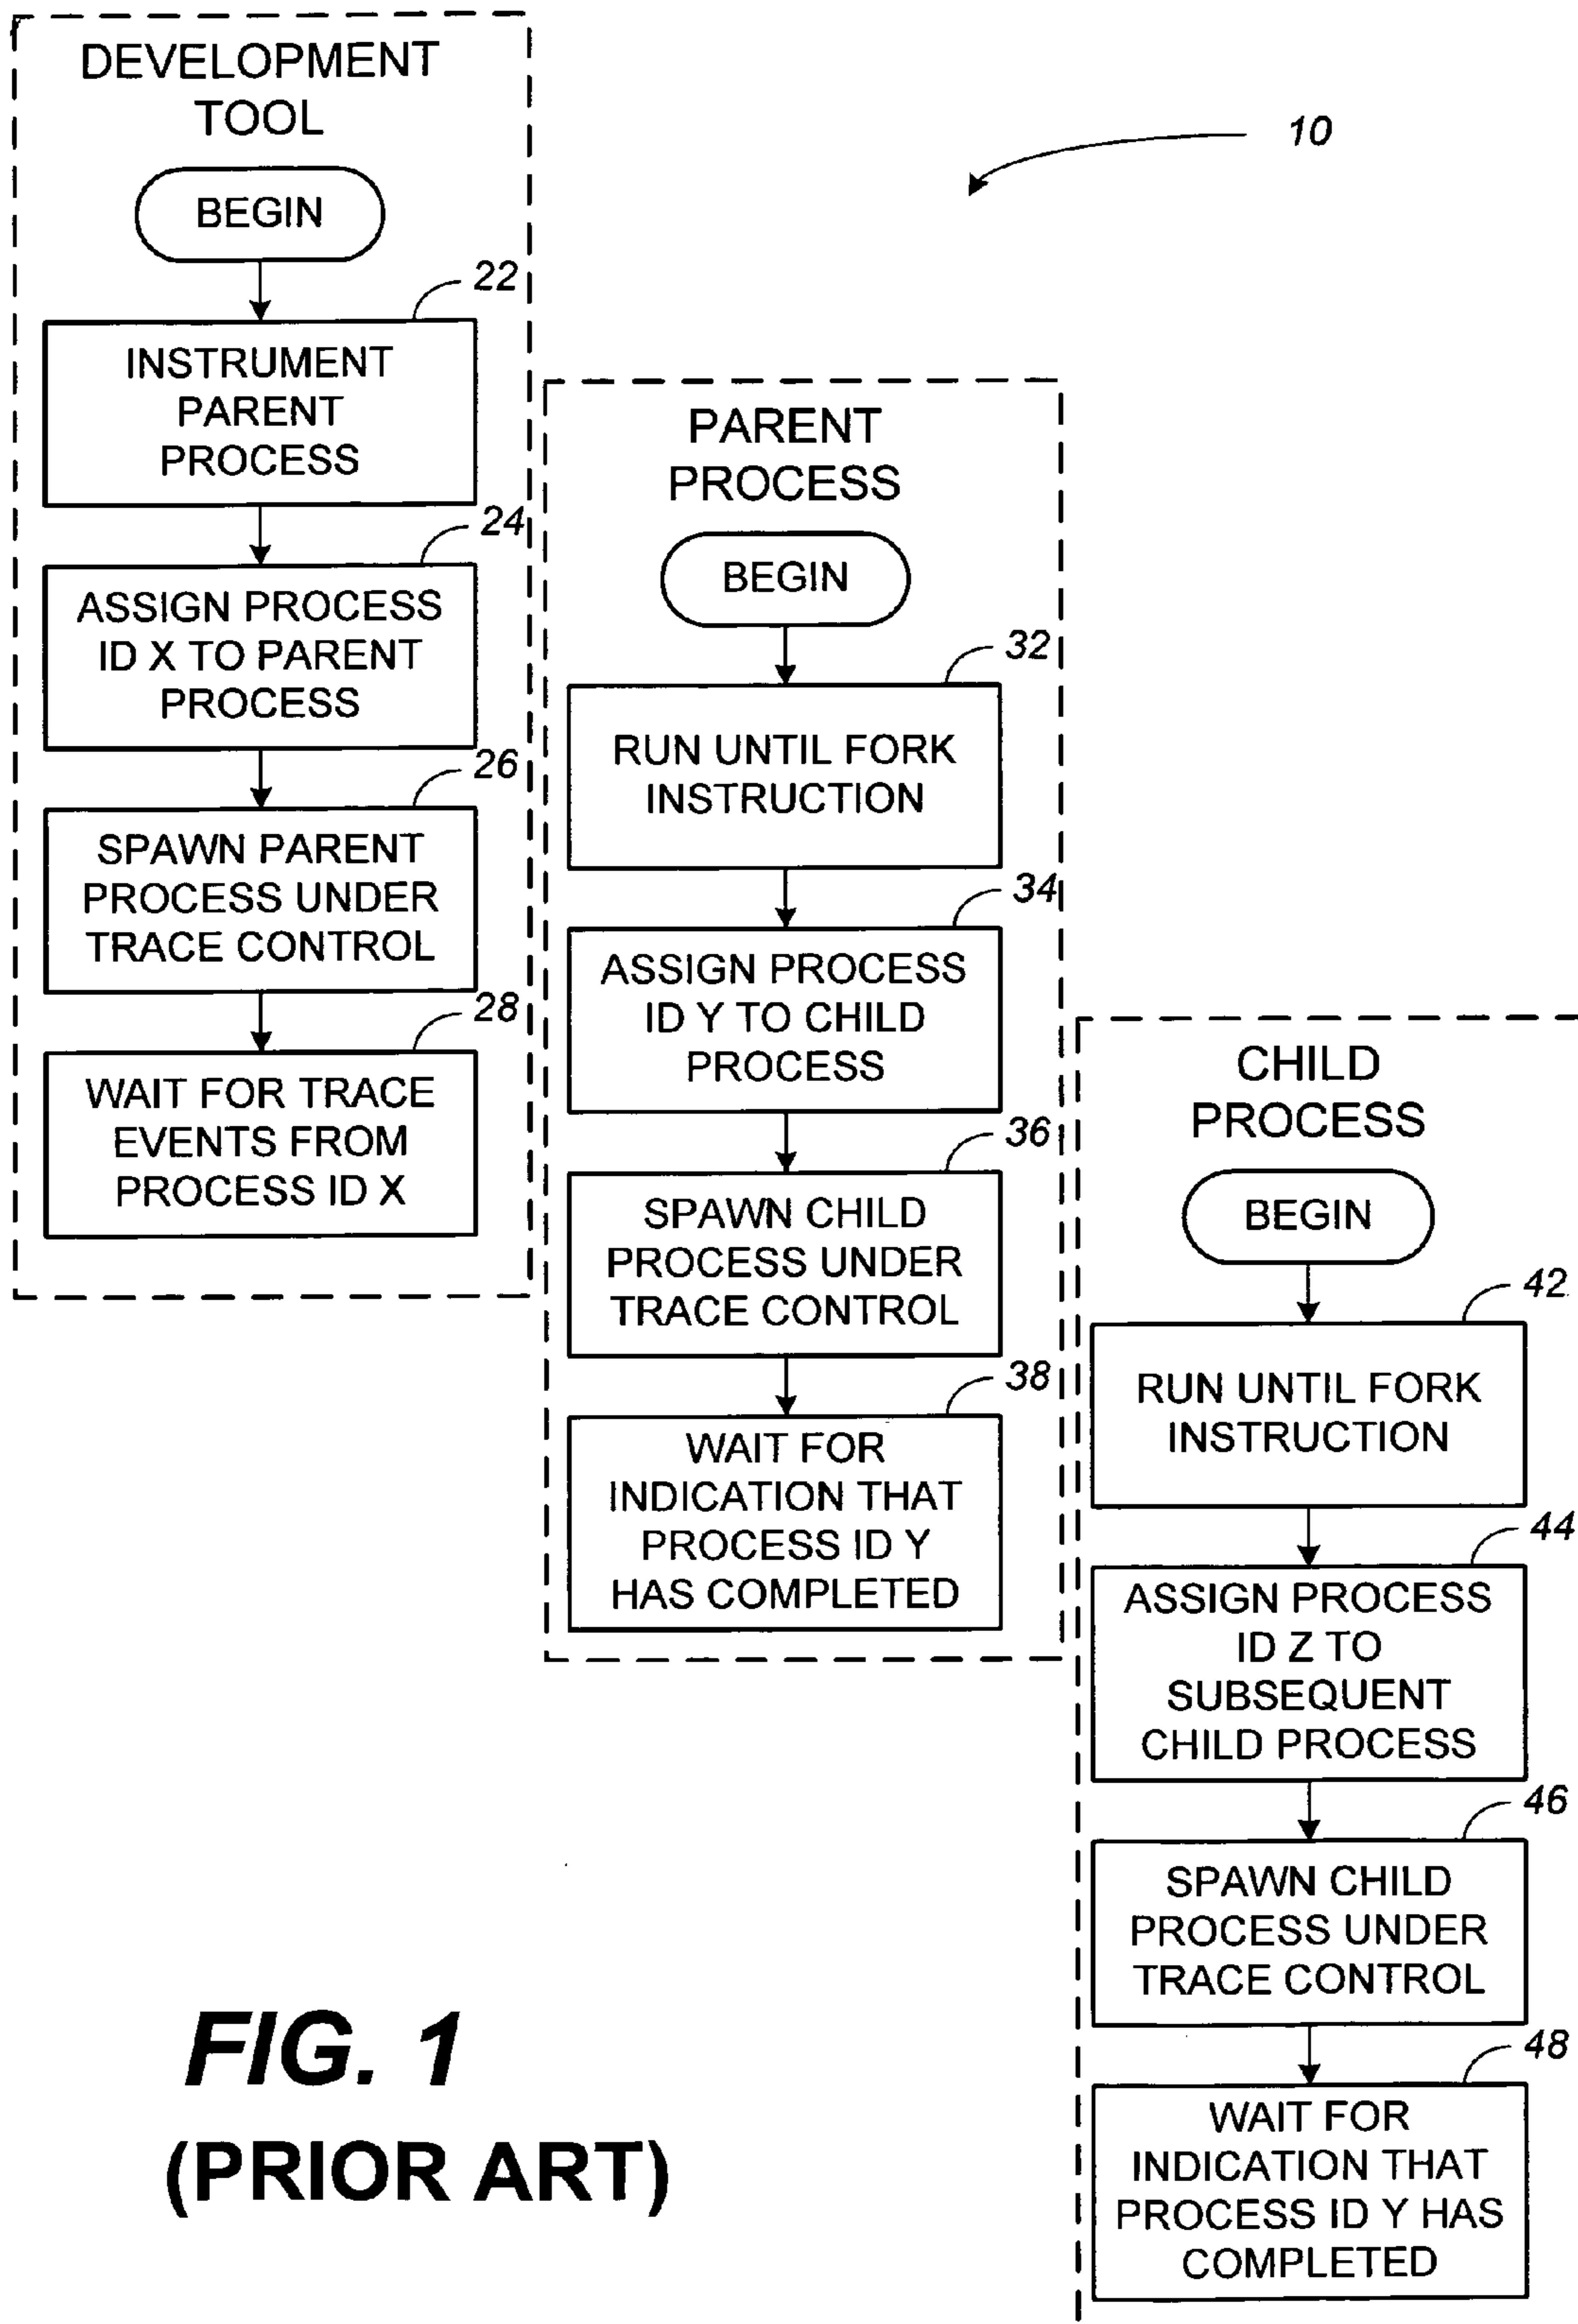 DEVELOPMENT
TOOL
BEGIN
22
INSTRUMENT
PARENT
PROCESS
24
ASSIGN PROCESS
ID X TO PARENT
PROCESS
26
SPAWN PARENT
PROCESS UNDER
TRACE CONTROL
28
WAIT FOR TRACE
EVENTS FROM
PROCESS ID X
10
PARENT
PROCESS
BEGIN
32
RUN UNTIL FORK
INSTRUCTION
34
ASSIGN PROCESS
ID Y TO CHILD
PROCESS
36
SPAWN CHILD
PROCESS UNDER
TRACE CONTROL
38
WAIT FOR
INDICATION THAT
PROCESS ID Y
HAS COMPLETED
CHILD
PROCESS
BEGIN
42
RUN UNTIL FORK
INSTRUCTION
44
ASSIGN PROCESS
ID Z TO
SUBSEQUENT
CHILD PROCESS
46
SPAWN CHILD
PROCESS UNDER
TRACE CONTROL
48
WAIT FOR
INDICATION THAT
PROCESS ID Y HAS
COMPLETED
FIG. 1
(PRIOR ART)